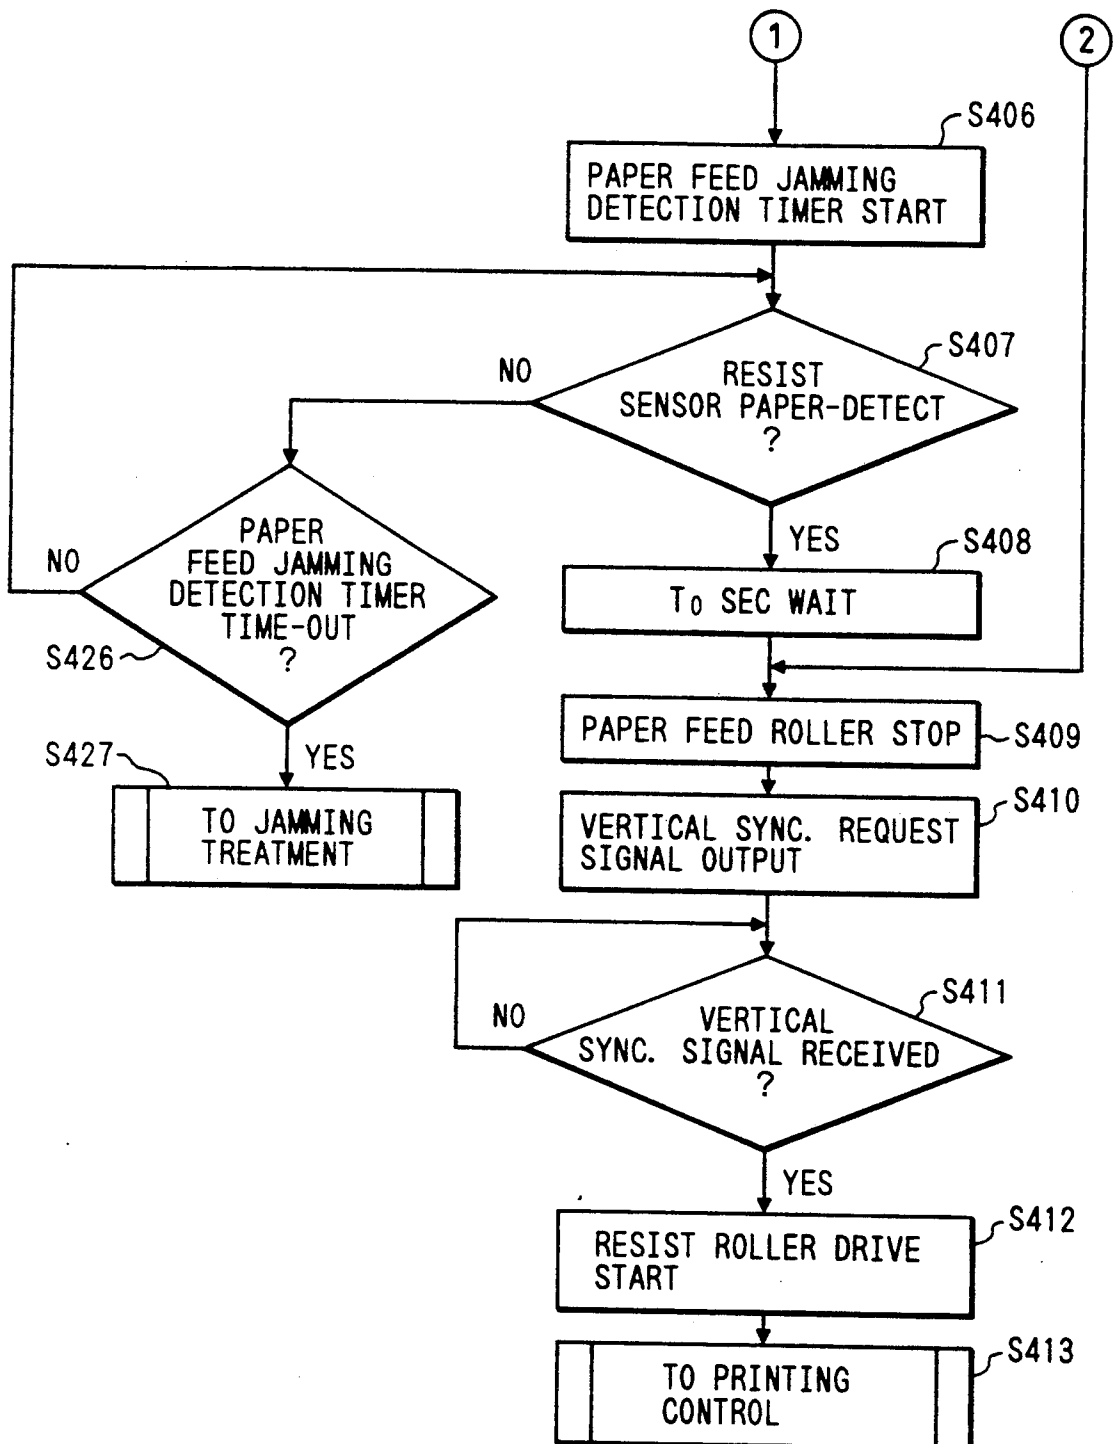 1
2
S406
PAPER FEED JAMMING
DETECTION TIMER START
S407
NO
RESIST
SENSOR PAPER-DETECT
?
YES
PAPER
FEED JAMMING
DETECTION TIMER
TIME-OUT
?
NO
S426
S408
T0 SEC WAIT
S427
YES
TO JAMMING
TREATMENT
PAPER FEED ROLLER STOP
S409
S410
VERTICAL SYNC. REQUEST
SIGNAL OUTPUT
S411
NO
VERTICAL
SYNC. SIGNAL RECEIVED
?
YES
S412
RESIST ROLLER DRIVE
START
S413
TO PRINTING
CONTROL